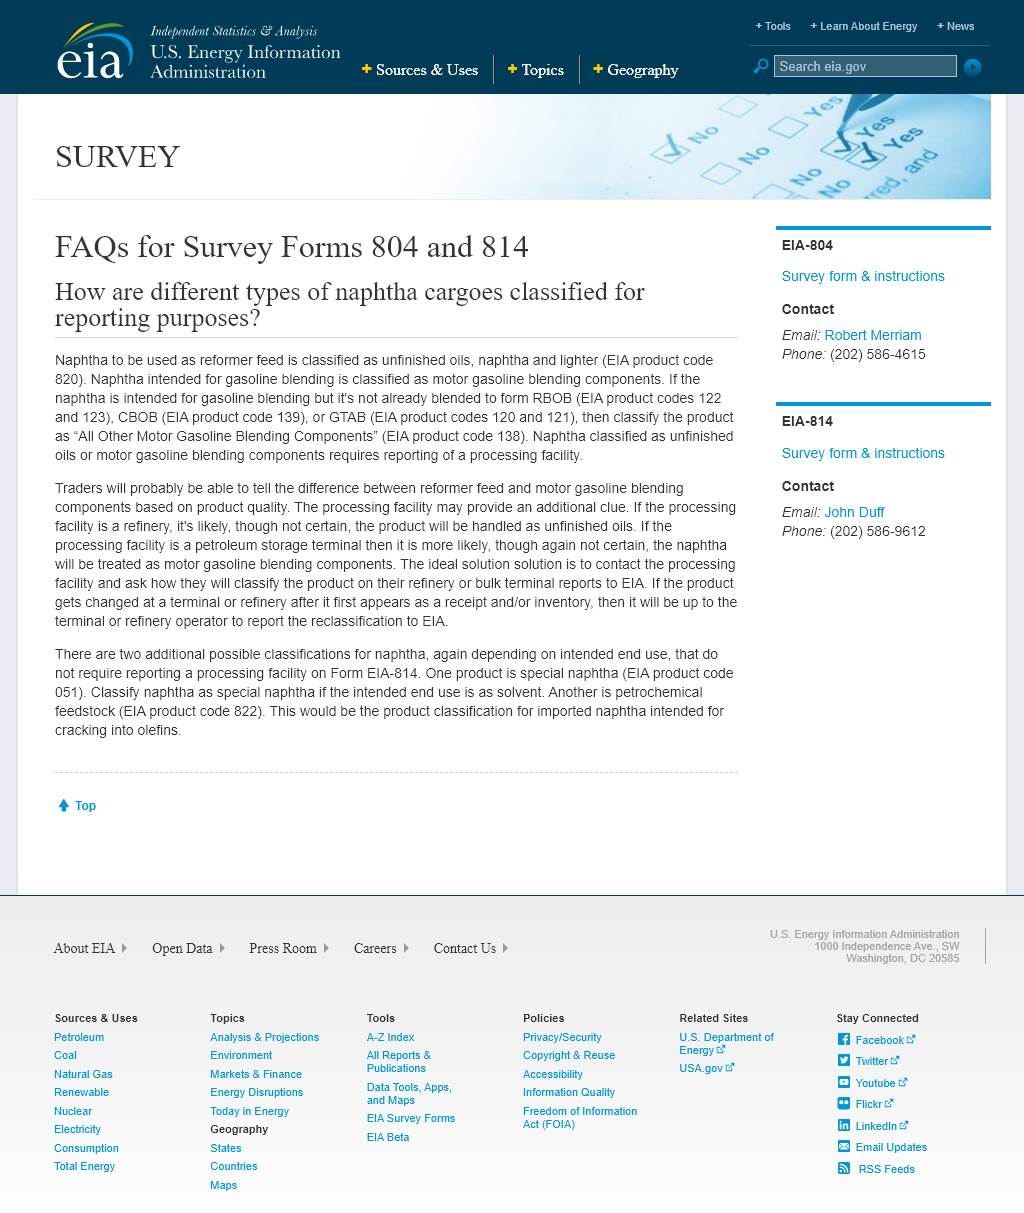 eia
Independent Statistics & Analysis
U.S. Energy Information
Administration
+ Sources & Uses
+ Topics
+ Geography
+ Tools
+ Learn About Energy
+ News
Search eia.gov
SURVEY
No
Yes
Yes
No
No
No
Yes
red, and
FAQs for Survey Forms 804 and 814
How are different types of naphtha cargoes classified for
reporting purposes?
Naphtha to be used as reformer feed is classified as unfinished oils, naphtha and lighter (EIA product code
820). Naphtha intended for gasoline blending is classified as motor gasoline blending components. If the
naphtha is intended for gasoline blending but it's not already blended to form RBOB (EIA product codes 122
and 123), CBOB (EIA product code 139), or GTAB (EIA product codes 120 and 121), then classify the product
as “All Other Motor Gasoline Blending Components” (EIA product code 138). Naphtha classified as unfinished
oils or motor gasoline blending components requires reporting of a processing facility.
Traders will probably be able to tell the difference between reformer feed and motor gasoline blending
components based on product quality. The processing facility may provide an additional clue. If the processing
facility is a refinery, it's likely, though not certain, the product will be handled as unfinished oils. If the
processing facility is a petroleum storage terminal then it is more likely, though again not certain, the naphtha
will be treated as motor gasoline blending components. The ideal solution solution is to contact the processing
facility and ask how they will classify the product on their refinery or bulk terminal reports to EIA. If the product
gets changed at a terminal or refinery after it first appears as a receipt and/or inventory, then it will be up to the
terminal or refinery operator to report the reclassification to EIA.
There are two additional possible classifications for naphtha, again depending on intended end use, that do
not require reporting a processing facility on Form EIA-814. One product is special naphtha (EIA product code
051). Classify naphtha as special naphtha if the intended end use is as solvent. Another is petrochemical
feedstock (EIA product code 822). This would be the product classification for imported naphtha intended for
cracking into olefins.
Top
EIA-804
Survey form & instructions
Contact
Email: Robert Merriam
Phone: (202) 586-4615
EIA-814
Survey form & instructions
Contact
Email: John Duff
Phone: (202) 586-9612
About EIA
Open Data
Press Room
Careers
Contact Us
U.S. Energy Information Administration
1000 Independence Ave., SW
Washington, DC 20585
Sources & Uses
Petroleum
Coal
Natural Gas
Renewable
Nuclear
Electricity
Consumption
Total Energy
Topics
Analysis & Projections
Environment
Markets & Finance
Energy Disruptions
Today in Energy
Geography
States
Countries
Maps
Tools
A-Z Index
All Reports &
Publications
Data Tools, Apps,
and Maps
EIA Survey Forms
EIA Beta
Policies
Privacy/Security
Copyright & Reuse
Accessibility
Information Quality
Freedom of Information
Act (FOIA)
Related Sites
U.S. Department of
Energy
USA.gov
Stay Connected
Facebook
Twitter
Youtube
Flickr
LinkedIn
Email Updates
RSS Feeds